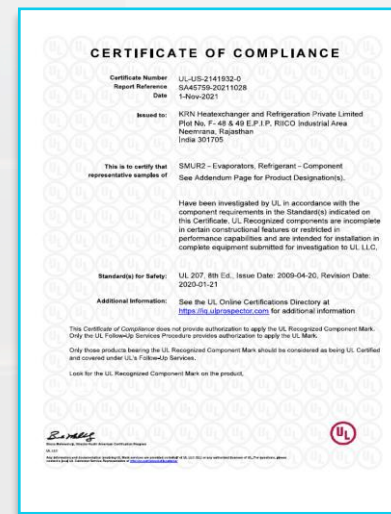 CERTIFICATE OF COMPLIANCE
Certificate Number UL-US-2141932-0
Report Reference SA45759-20211028
Date 1-Nov-2021
Issued to: KRN Heatexchanger and Refrigeration Private Limited
Plot No. F- 48 & 49 E.P.I.P, RIICO Industrial Area
Neemrana, Rajasthan
India 301705
This is to certify that SMUR2 – Evaporators, Refrigerant – Component
representative samples of See Addendum Page for Product Designation(s).
Have been investigated by UL in accordance with the
component requirements in the Standard(s) indicated on
this Certificate. UL Recognized components are incomplete
in certain constructional features or restricted in
performance capabilities and are intended for installation in
complete equipment submitted for investigation to UL LLC.
Standard(s) for Safety: UL 207, 8th Ed., Issue Date: 2009-04-20, Revision Date:
2020-01-21
Additional Information: See the UL Online Certifications Directory at
https://iq.ulprospector.com for additional information
This Certificate of Compliance does not provide authorization to apply the UL Recognized Component Mark.
Only the UL Follow-Up Services Procedure provides authorization to apply the UL Mark.
Only those products bearing the UL Recognized Component Mark should be considered as being UL Certified
and covered under UL's Follow-Up Services.
Look for the UL Recognized Component Mark on the product.
UL
UL LLC